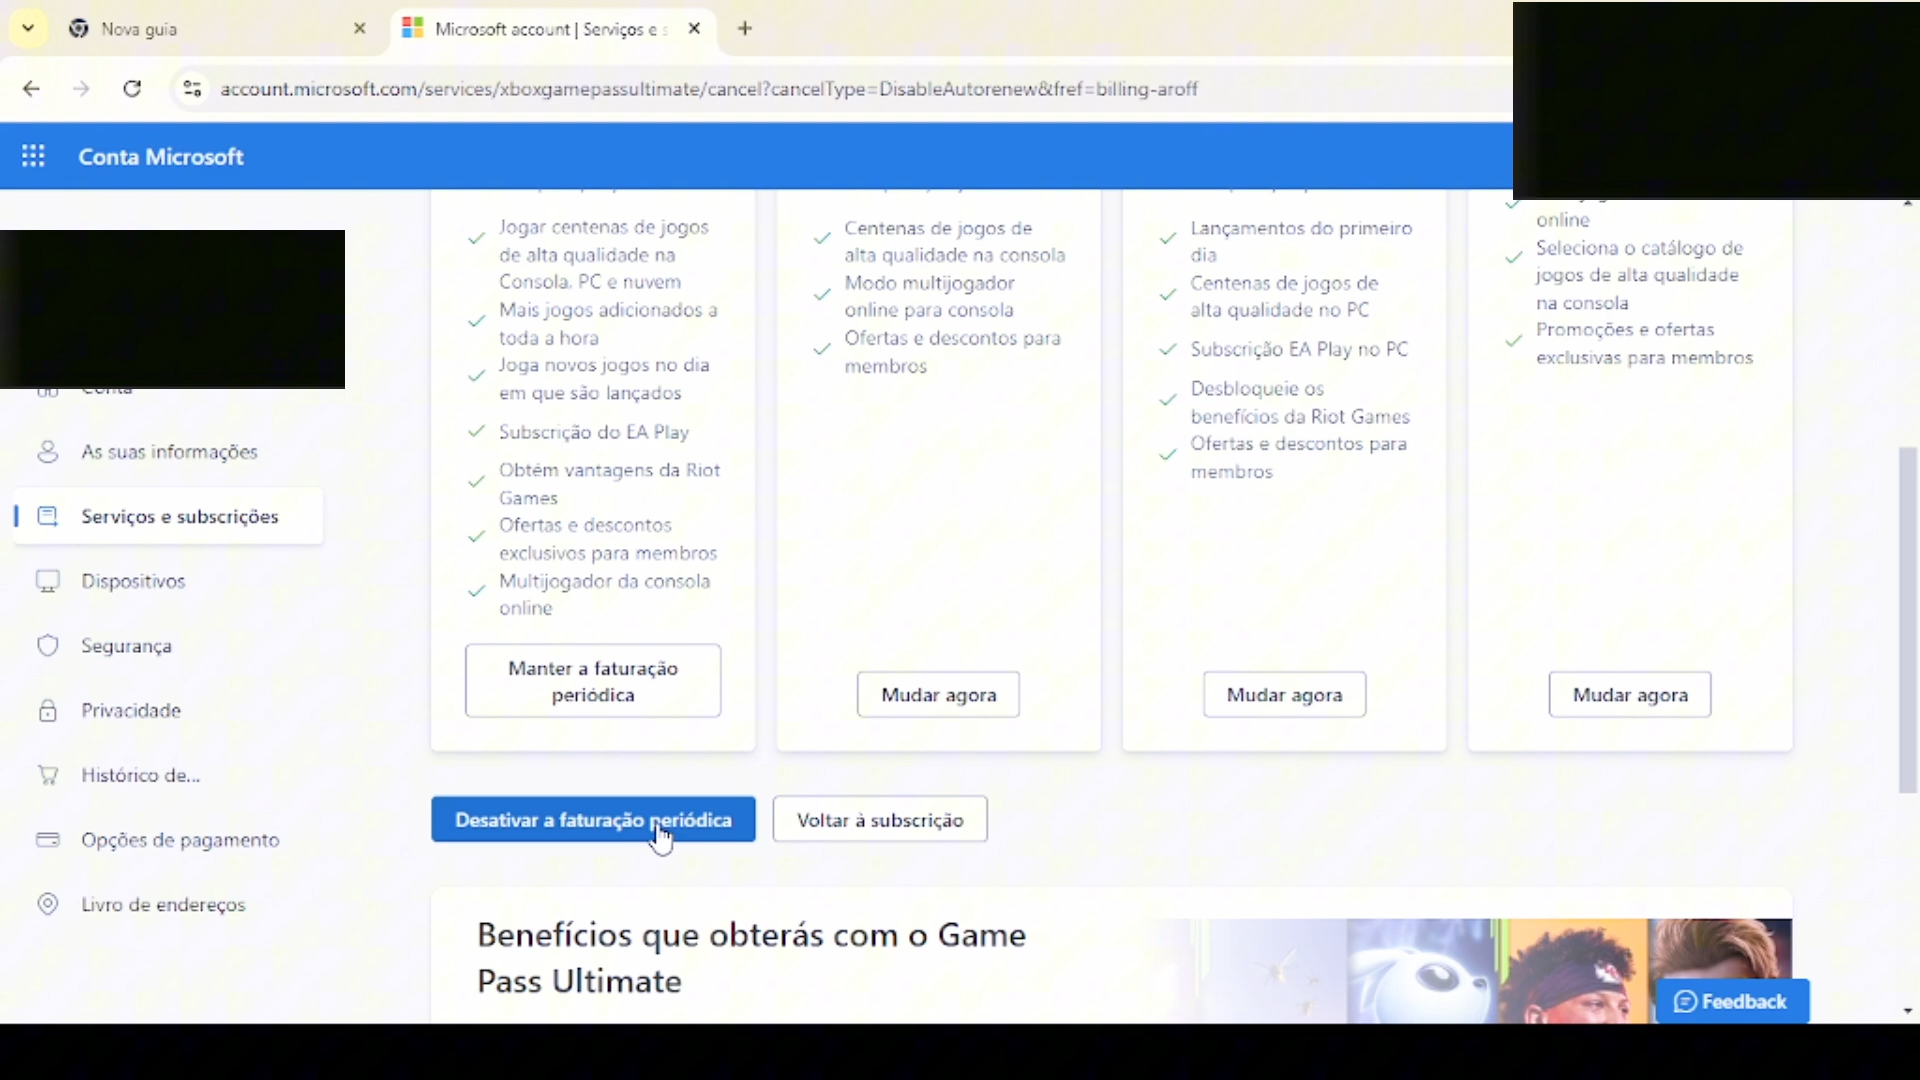 Nova guia
Microsoft account | Serviços e s
account.microsoft.com/services/xboxgamepassultimate/cancel?cancelType=DisableAutorenew&fref=billing-aroff
Conta Microsoft
Conta
As suas informações
Serviços e subscrições
Dispositivos
Segurança
Privacidade
Histórico de...
Opções de pagamento
Livro de endereços
Jogar centenas de jogos
de alta qualidade na
Consola, PC e nuvem
Mais jogos adicionados a
toda a hora
Joga novos jogos no dia
em que são lançados
Subscrição do EA Play
Obtém vantagens da Riot
Games
Ofertas e descontos
exclusivos para membros
Multijogador da consola
online
Manter a faturação
periódica
Centenas de jogos de
alta qualidade na consola
Modo multijogador
online para consola
Ofertas e descontos para
membros
Mudar agora
Lançamentos do primeiro
dia
Centenas de jogos de
alta qualidade no PC
Subscrição EA Play no PC
Desbloqueie os
benefícios da Riot Games
Ofertas e descontos para
membros
Mudar agora
online
Seleciona o catálogo de
jogos de alta qualidade
na consola
Promoções e ofertas
exclusivas para membros
Mudar agora
Desativar a faturação periódica
Voltar à subscrição
Benefícios que obterás com o Game
Pass Ultimate
Feedback